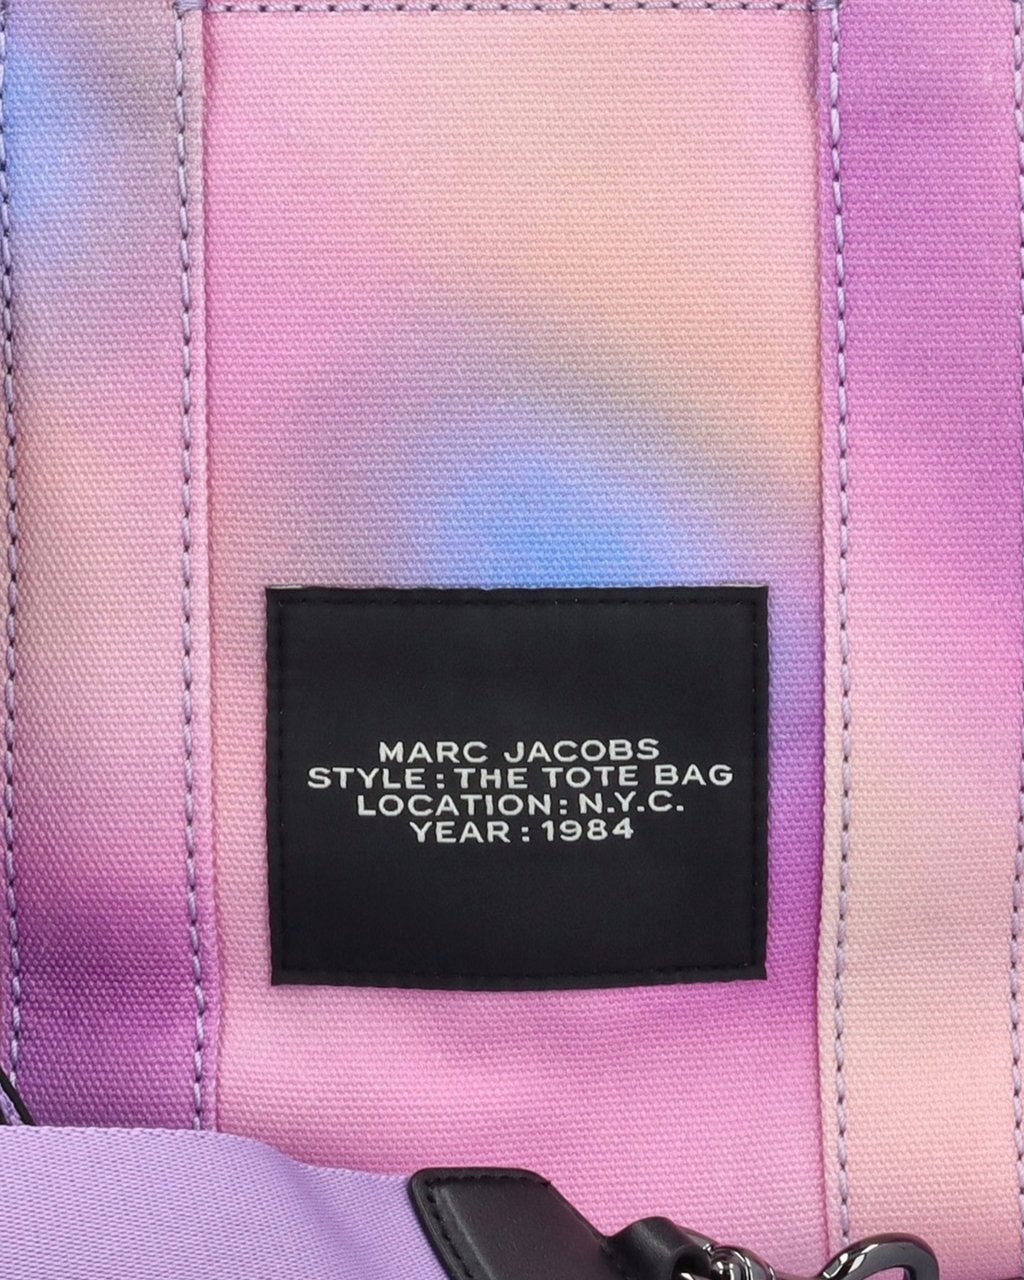 MARC JACOBS
STYLE : THE TOTE BAG
LOCATION : N.Y.C.
YEAR : 1984